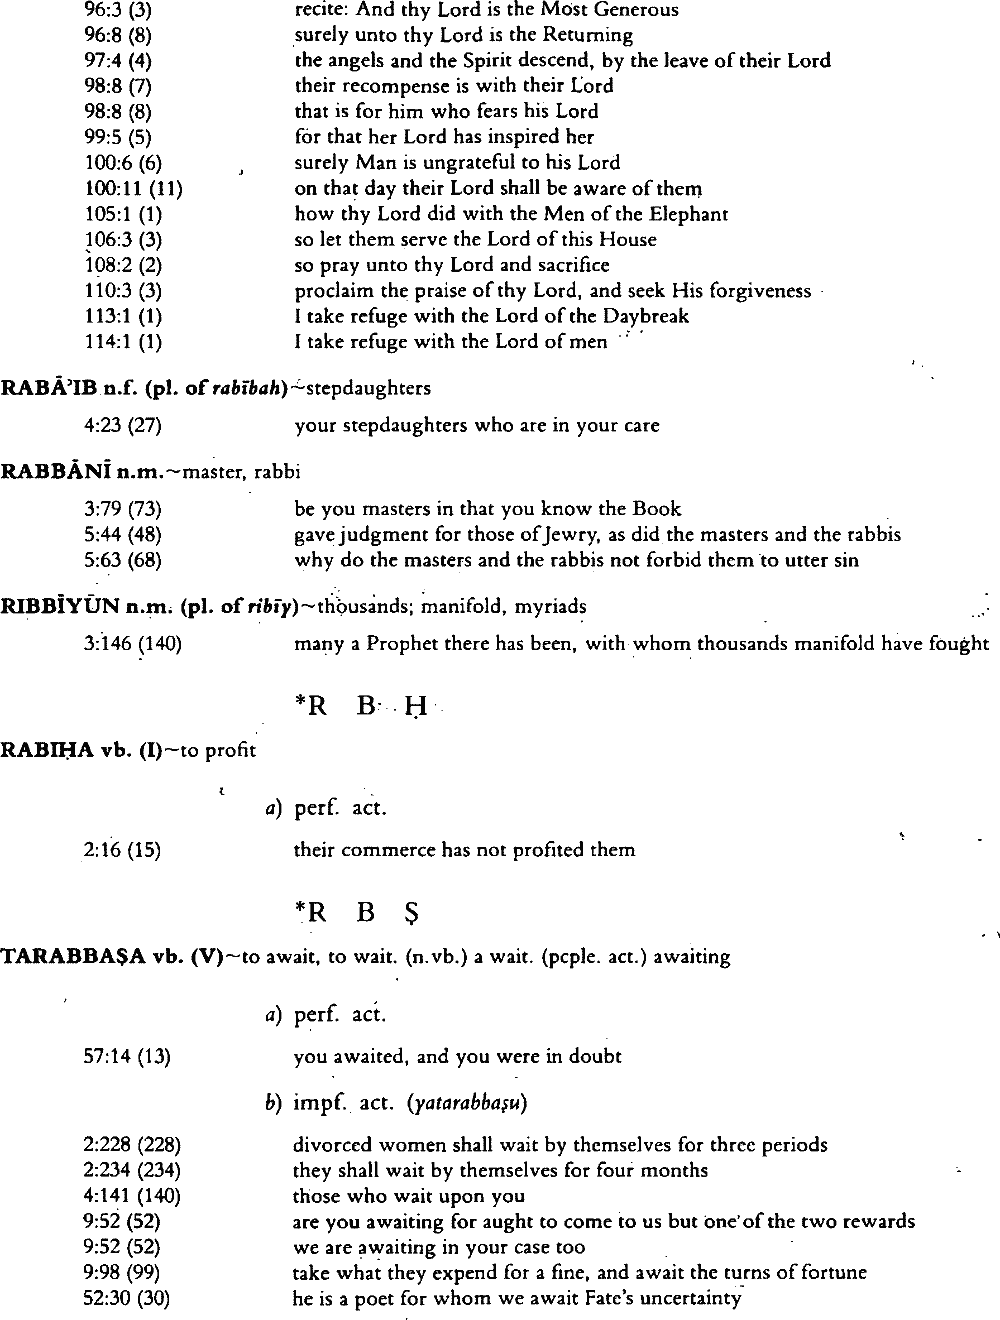 96:3 (3) recite: And thy Lord is the Most Generous
96:8 (8) surely unto thy Lord is the Returning
97:4 (4) the angels and the Spirit descend, by the leave of their Lord
98:8 (7) their recompense is with their Lord
98:8 (8) that is for him who fears his Lord
99:5 (5) for that her Lord has inspired her
100:6 (6) surely Man is ungrateful to his Lord
100:11 (11) on that day their Lord shall be aware of them
105:1 (1) how thy Lord did with the Men of the Elephant
106:3 (3) so let them serve the Lord of this House
108:2 (2) so pray unto thy Lord and sacrifice
110:3 (3) proclaim the praise of thy Lord, and seek His forgiveness
113:1 (1) I take refuge with the Lord of the Daybreak
114:1 (1) I take refuge with the Lord of men
RABĀʾIB n.f. (pl. of rabībah)~stepdaughters
4:23 (27) your stepdaughters who are in your care
RABBĀNĪ n.m.~master, rabbi
3:79 (73) be you masters in that you know the Book
5:44 (48) gave judgment for those of Jewry, as did the masters and the rabbis
5:63 (68) why do the masters and the rabbis not forbid them to utter sin
RIBBĪYŪN n.m. (pl. of ribīy)~thousands; manifold, myriads
3:146 (140) many a Prophet there has been, with whom thousands manifold have fought
*R B Ḥ
RABIḤA vb. (I)~to profit
a) perf. act.
2:16 (15) their commerce has not profited them
*R B Ṣ
TARABBAṢA vb. (V)~to await, to wait. (n.vb.) a wait. (pcple. act.) awaiting
a) perf. act.
57:14 (13) you awaited, and you were in doubt
b) impf. act. (yatarabbaṣu)
2:228 (228) divorced women shall wait by themselves for three periods
2:234 (234) they shall wait by themselves for four months
4:141 (140) those who wait upon you
9:52 (52) are you awaiting for aught to come to us but one of the two rewards
9:52 (52) we are awaiting in your case too
9:98 (99) take what they expend for a fine, and await the turns of fortune
52:30 (30) he is a poet for whom we await Fate's uncertainty